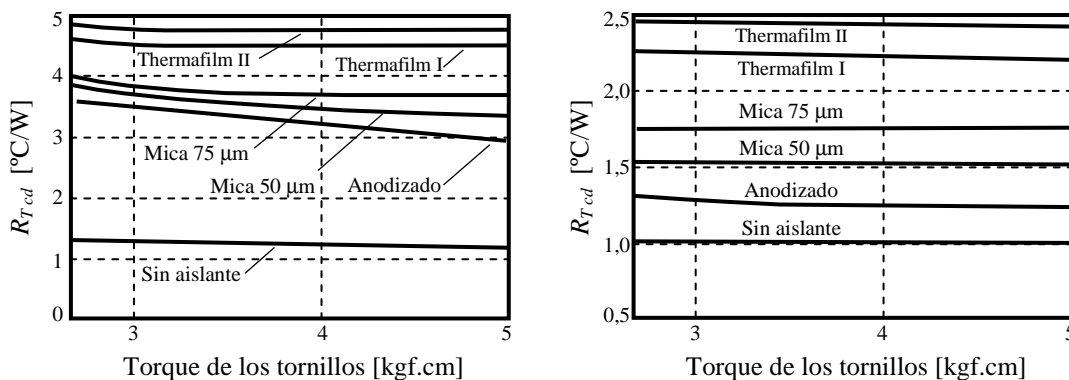 R_T cd [ºC/W]
5
4
3
2
1
0
Thermafilm II
Thermafilm I
Mica 75 µm
Mica 50 µm
Anodizado
Sin aislante
3
4
5
Torque de los tornillos [kgf.cm]
R_T cd [ºC/W]
2,5
2,0
1,5
1,0
0,5
Thermafilm II
Thermafilm I
Mica 75 µm
Mica 50 µm
Anodizado
Sin aislante
3
4
5
Torque de los tornillos [kgf.cm]